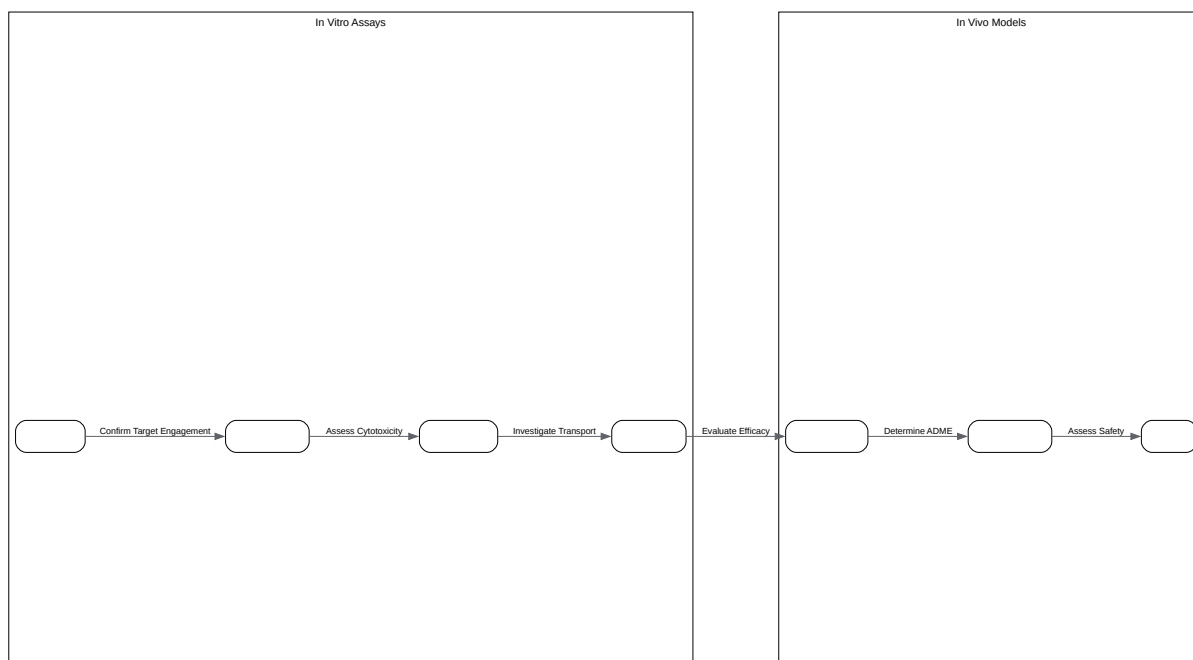 In Vitro Assays
In Vivo Models
Confirm Target Engagement
Assess Cytotoxicity
Investigate Transport
Evaluate Efficacy
Determine ADME
Assess Safety